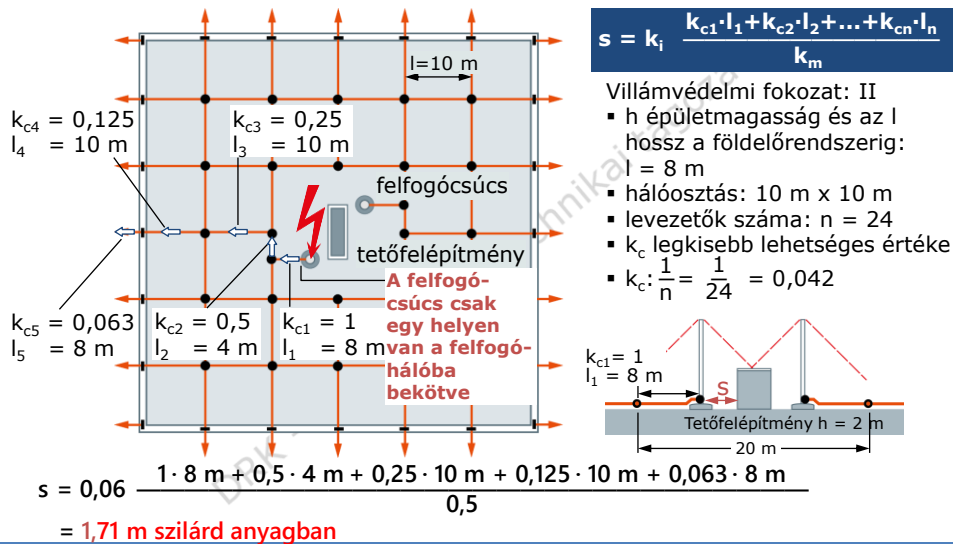 s = kᵢ (kc1·l1+kc2·l2+...+kcn·ln) / km
l=10 m
Villámvédelmi fokozat: II
▪ h épületmagasság és az l
hossz a földelőrendszerig:
l = 8 m
▪ hálóosztás: 10 m x 10 m
▪ levezetők száma: n = 24
▪ kc legkisebb lehetséges értéke
▪ kc: 1/n = 1/24 = 0,042
kc4 = 0,125
l4 = 10 m
kc3 = 0,25
l3 = 10 m
felfogócsúcs
tetőfelépítmény
A felfogó-
csúcs csak
egy helyen
van a felfogó-
hálóba
bekötve
kc5 = 0,063
l5 = 8 m
kc2 = 0,5
l2 = 4 m
kc1 = 1
l1 = 8 m
kc1= 1
l1 = 8 m
s
Tetőfelépítmény h = 2 m
20 m
s = 0,06 (1· 8 m + 0,5 · 4 m + 0,25 · 10 m + 0,125 · 10 m + 0,063 · 8 m) / 0,5
= 1,71 m szilárd anyagban